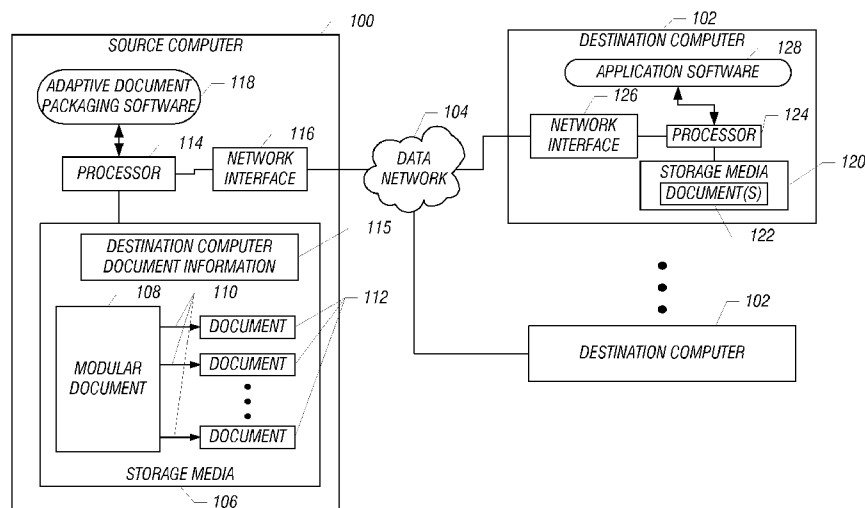 100
SOURCE COMPUTER
ADAPTIVE DOCUMENT
PACKAGING SOFTWARE
118
114
116
PROCESSOR
NETWORK
INTERFACE
115
DESTINATION COMPUTER
DOCUMENT INFORMATION
108
110
112
MODULAR
DOCUMENT
DOCUMENT
DOCUMENT
DOCUMENT
STORAGE MEDIA
106
104
DATA
NETWORK
102
DESTINATION COMPUTER
128
APPLICATION SOFTWARE
126
NETWORK
INTERFACE
PROCESSOR
124
STORAGE MEDIA
DOCUMENT(S)
120
122
102
DESTINATION COMPUTER